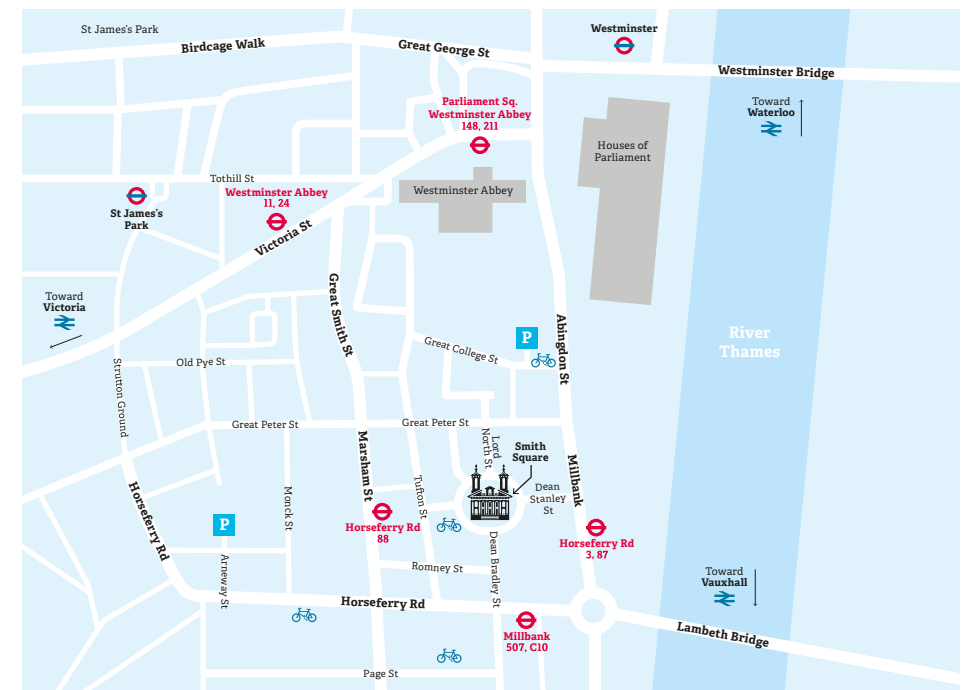 St James's Park
Birdcage Walk
Great George St
Westminster
Westminster Bridge
Toward
Waterloo
Parliament Sq.
Westminster Abbey
148, 211
Houses of
Parliament
Tothill St
Westminster Abbey
11, 24
Westminster Abbey
St James's
Park
Victoria St
Toward
Victoria
Great Smith St
Abingdon St
P
Great College St
River
Thames
Strutton Ground
Old Pye St
Great Peter St
Great Peter St
Lord
North St
Smith
Square
Marsham St
Millbank
Tufton St
Dean
Stanley
St
Monck St
Horseferry Rd
P
Horseferry Rd
88
Horseferry Rd
3, 87
Arneway St
Romney St
Dean Bradley St
Toward
Vauxhall
Horseferry Rd
Millbank
507, C10
Lambeth Bridge
Page St